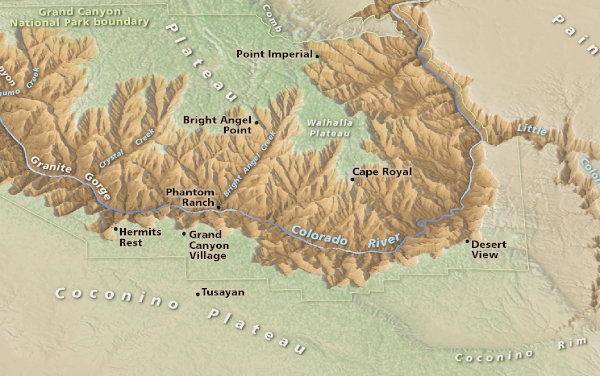 Grand Canyon
National Park boundary
Comb
Plateau
Point Imperial
Pain
Creek
Bright Angel
Point
Walhalla
Plateau
Little
Colo
Crystal Creek
Bright Angel Creek
Granite Gorge
Cape Royal
Phantom
Ranch
Colorado River
Hermits
Rest
Grand
Canyon
Village
Desert
View
Tusayan
Coconino Plateau
Coconino Rim